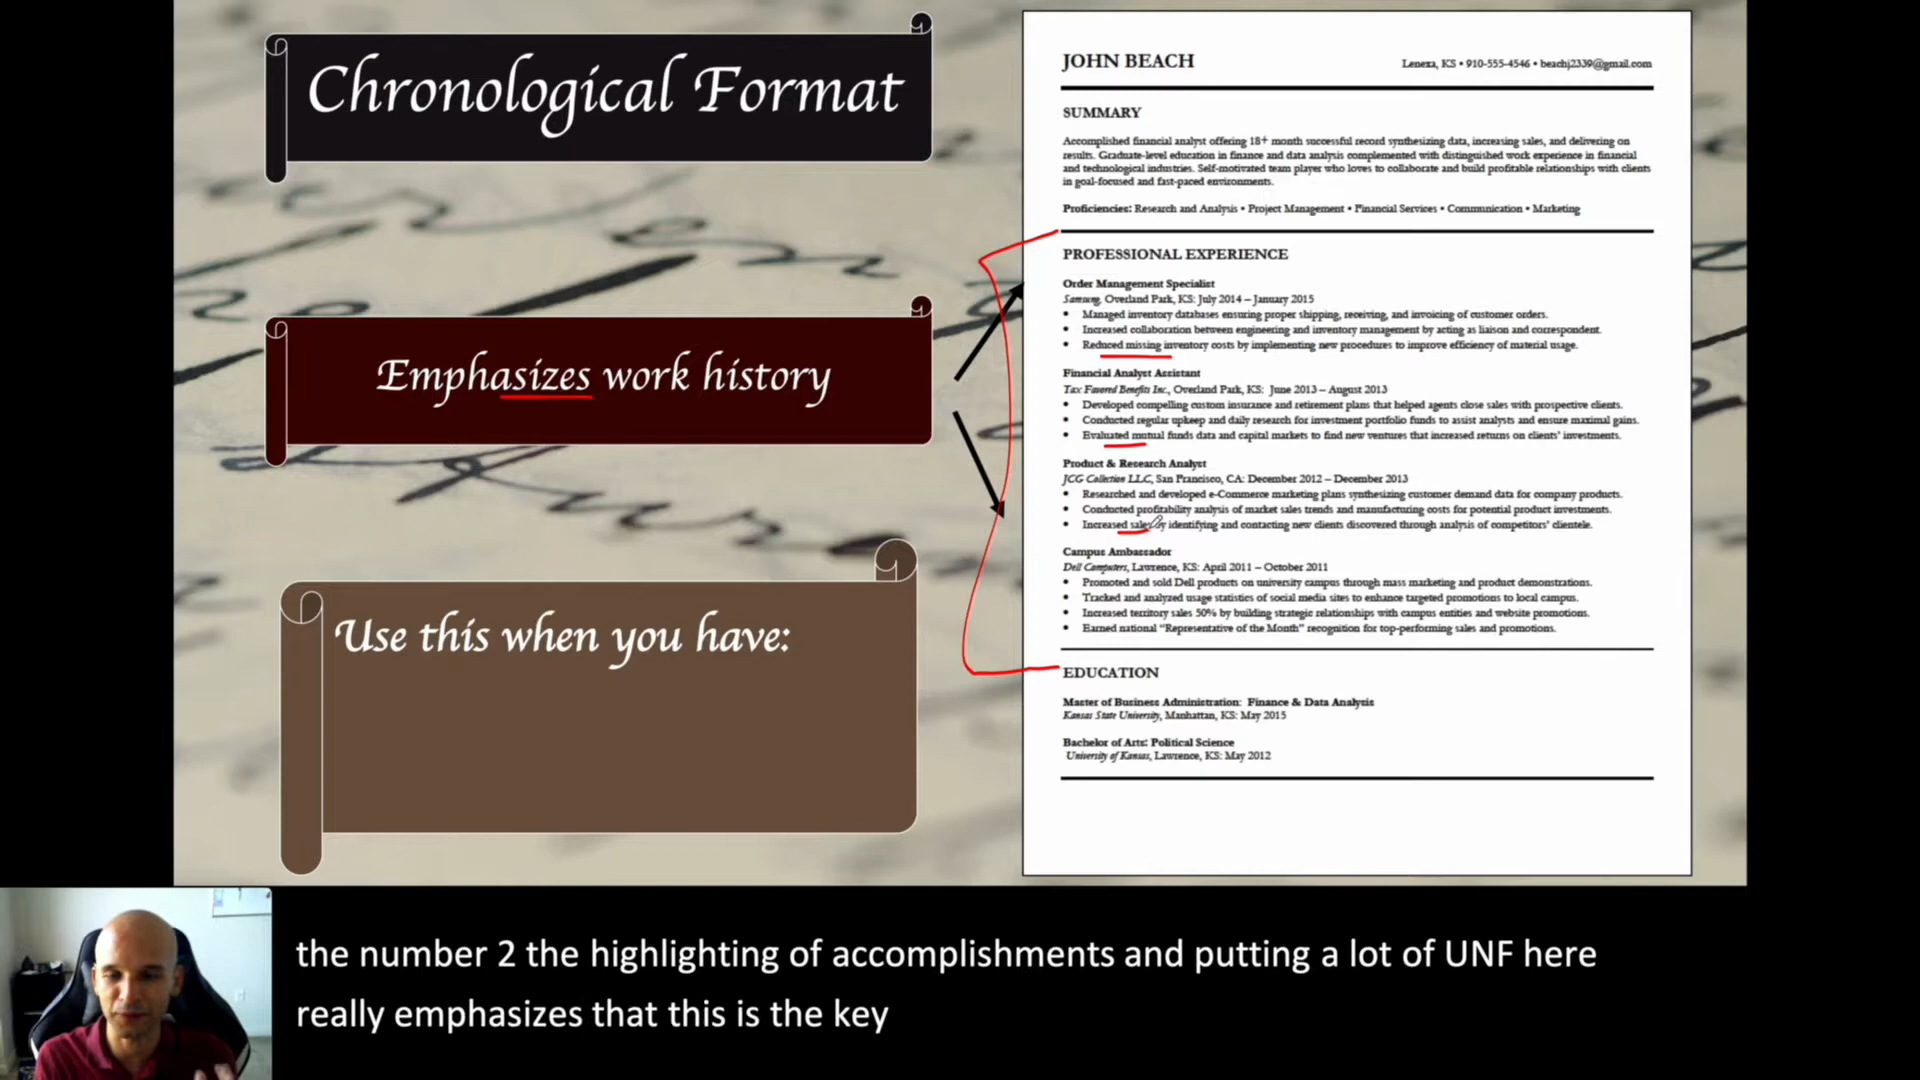 Chronological Format
Emphasizes work history
Use this when you have:
JOHN BEACH
Lenexa, KS • 910-555-4546 • beachj2339@gmail.com
SUMMARY
Accomplished financial analyst offering 18+ month successful record synthesizing data, increasing sales, and delivering on
results. Graduate-level education in finance and data analysis complemented with distinguished work experience in financial
and technological industries. Self-motivated team player who loves to collaborate and build profitable relationships with clients
in goal-focused and fast-paced environments.
Proficiencies: Research and Analysis • Project Management • Financial Services • Communication • Marketing
PROFESSIONAL EXPERIENCE
Order Management Specialist
Samsung, Overland Park, KS: July 2014 – January 2015
• Managed inventory databases ensuring proper shipping, receiving, and invoicing of customer orders.
• Increased collaboration between engineering and inventory management by acting as liaison and correspondent.
• Reduced missing inventory costs by implementing new procedures to improve efficiency of material usage.
Financial Analyst Assistant
Tax Favored Benefits Inc., Overland Park, KS: June 2013 – August 2013
• Developed compelling custom insurance and retirement plans that helped agents close sales with prospective clients.
• Conducted regular upkeep and daily research for investment portfolio funds to assist analysts and ensure maximal gains.
• Evaluated mutual funds data and capital markets to find new ventures that increased returns on clients' investments.
Product & Research Analyst
JCG Collection LLC, San Francisco, CA: December 2012 – December 2013
• Researched and developed e-Commerce marketing plans synthesizing customer demand data for company products.
• Conducted profitability analysis of market sales trends and manufacturing costs for potential product investments.
• Increased sales by identifying and contacting new clients discovered through analysis of competitors' clientele.
Campus Ambassador
Dell Computers, Lawrence, KS: April 2011 – October 2011
• Promoted and sold Dell products on university campus through mass marketing and product demonstrations.
• Tracked and analyzed usage statistics of social media sites to enhance targeted promotions to local campus.
• Increased territory sales 50% by building strategic relationships with campus entities and website promotions.
• Earned national "Representative of the Month" recognition for top-performing sales and promotions.
EDUCATION
Master of Business Administration: Finance & Data Analysis
Kansas State University, Manhattan, KS: May 2015
Bachelor of Arts: Political Science
University of Kansas, Lawrence, KS: May 2012
the number 2 the highlighting of accomplishments and putting a lot of UNF here
really emphasizes that this is the key